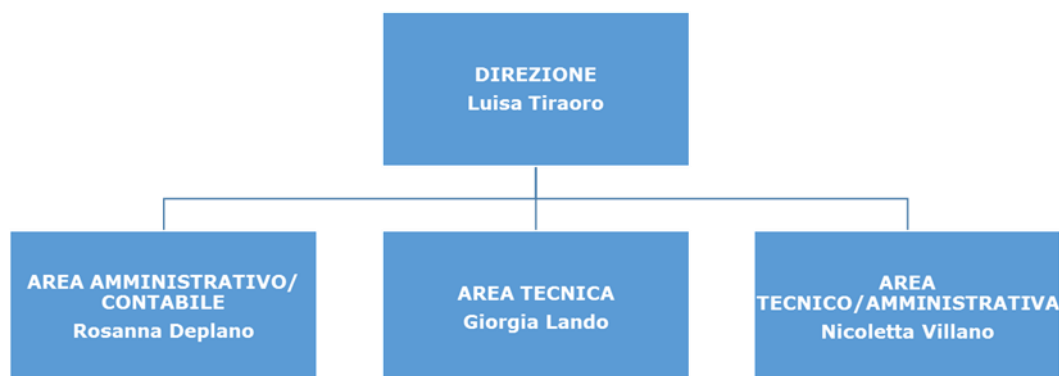 DIREZIONE
Luisa Tiraoro
AREA AMMINISTRATIVO/
CONTABILE
Rosanna Deplano
AREA TECNICA
Giorgia Lando
AREA
TECNICO/AMMINISTRATIVA
Nicoletta Villano